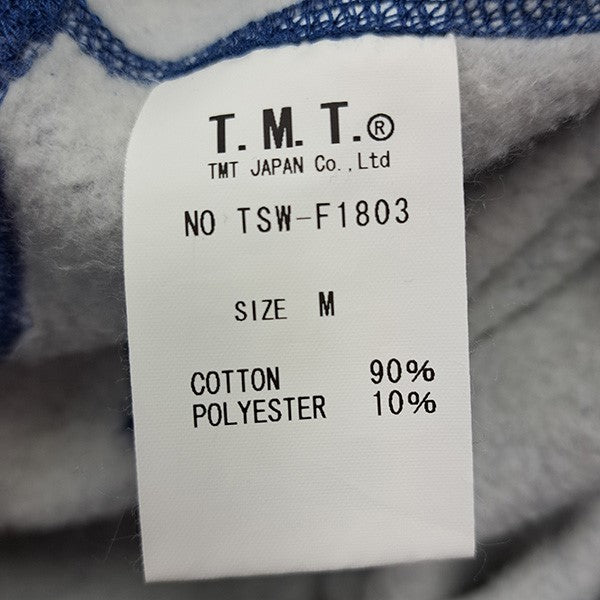 T.M.T.®
TMT JAPAN Co.,Ltd
NO TSW-F1803
SIZE M
COTTON 90%
POLYESTER 10%